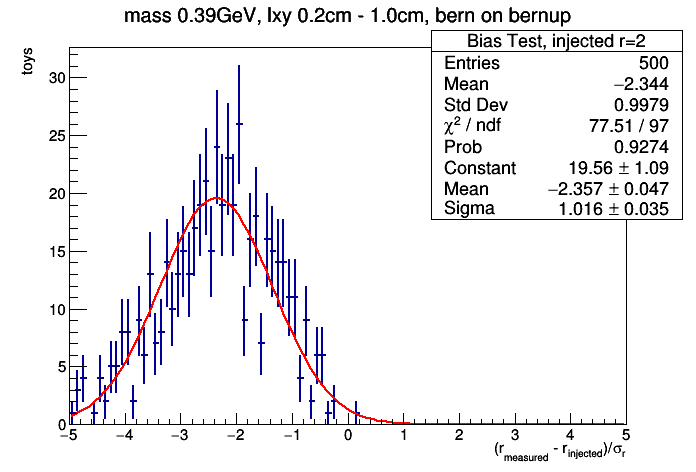 mass 0.39GeV, lxy 0.2cm - 1.0cm, bern on bernup
Bias Test, injected r=2
Entries 500
Mean −2.344
Std Dev 0.9979
χ² / ndf 77.51 / 97
Prob 0.9274
Constant 19.56 ± 1.09
Mean −2.357 ± 0.047
Sigma 1.016 ± 0.035
toys
30
25
20
15
10
5
0
−5 −4 −3 −2 −1 0 1 2 3 4 5
(r_measured - r_injected)/σ_r